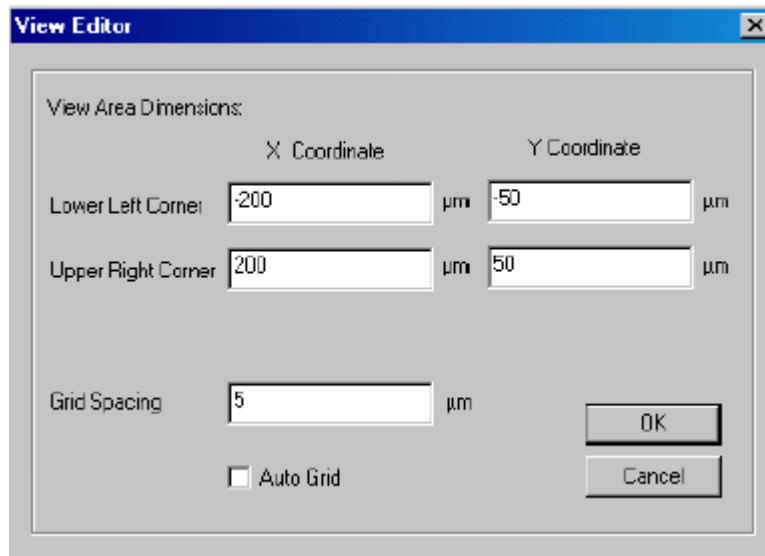 View Editor
View Area Dimensions:
X Coordinate Y Coordinate
Lower Left Corner -200 µm -50 µm
Upper Right Corner 200 µm 50 µm
Grid Spacing 5 µm
OK
Auto Grid
Cancel